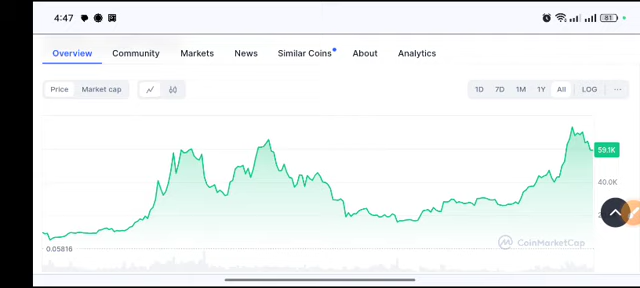 4:47
81
Overview Community Markets News Similar Coins About Analytics
Price Market cap 1D 7D 1M 1Y All LOG ...
59.1K
40.0K
0.05816
CoinMarketCap